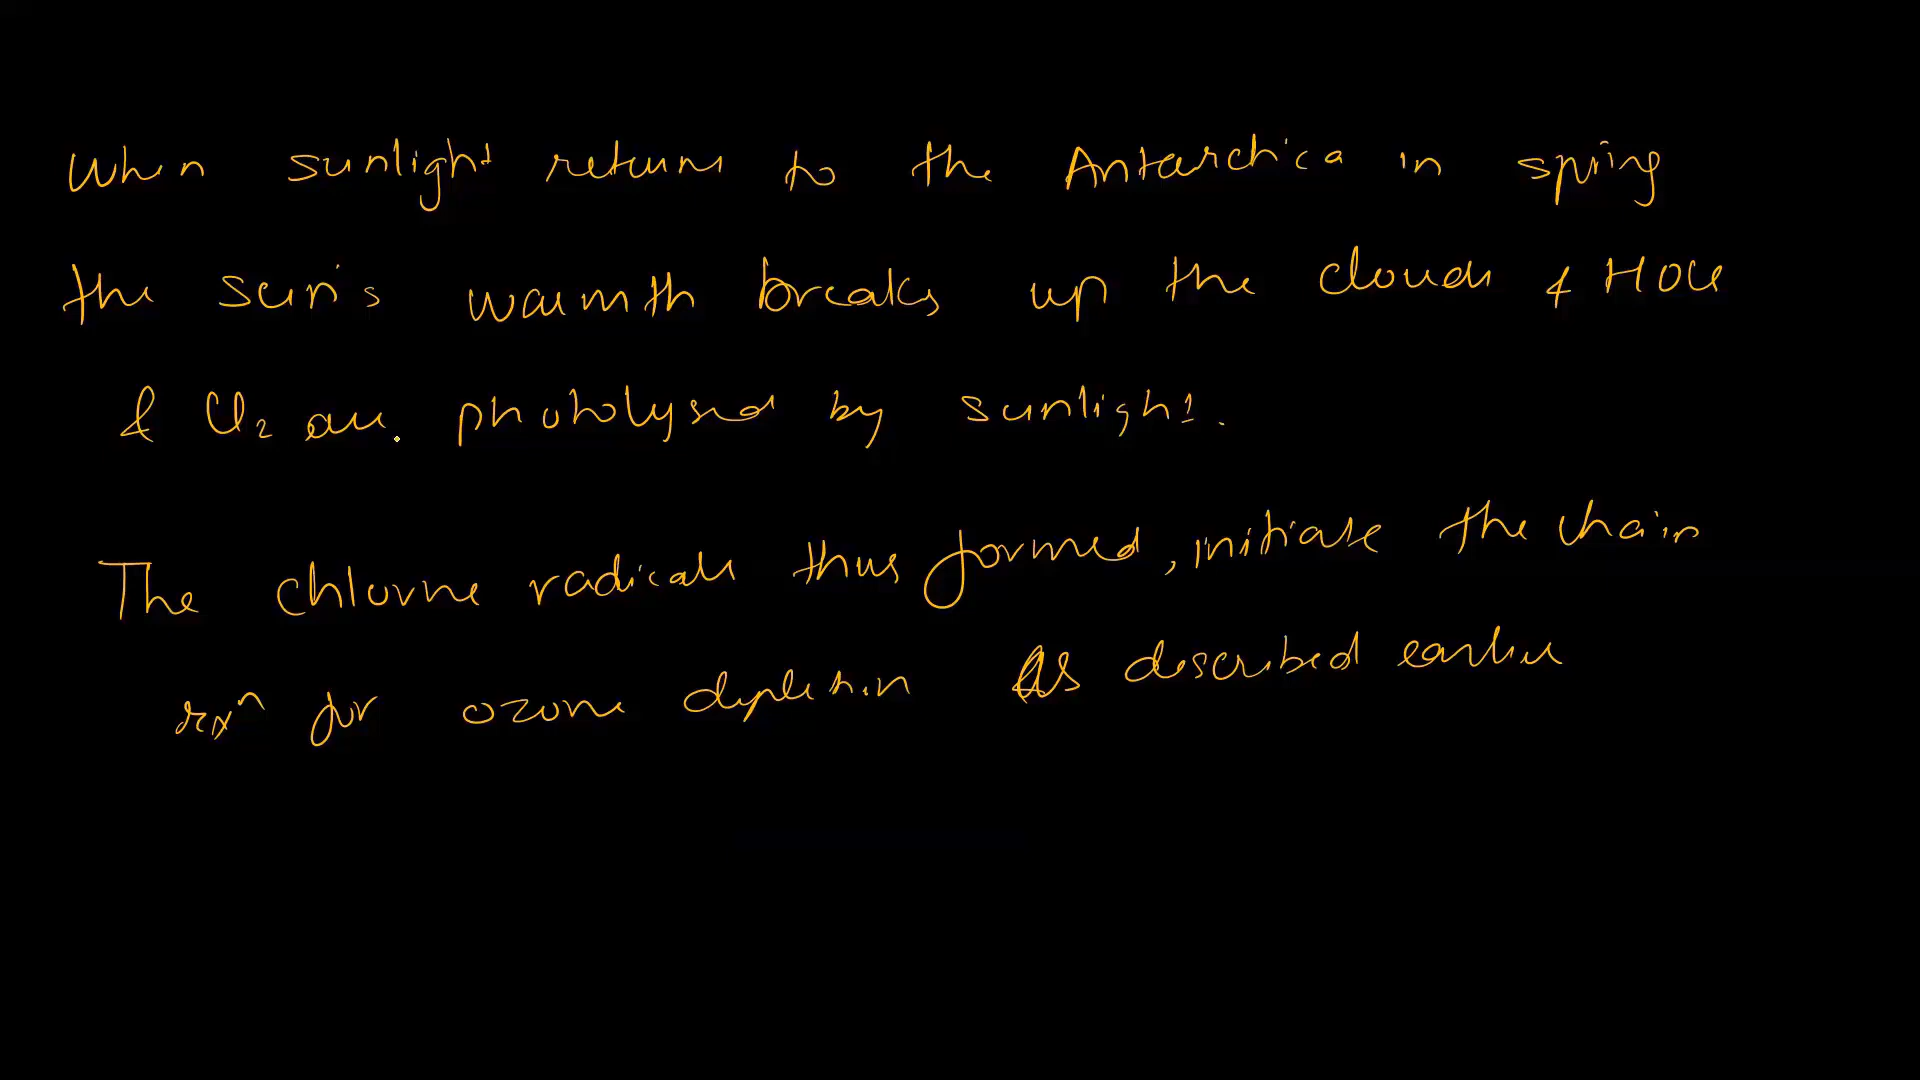 When sunlight returns to the Antarctica in spring
the sun's warmth breaks up the clouds & HOCl
& Cl₂ are. photolysed by sunlight.
The chlorine radicals thus formed, initiate the chain
rxⁿ for ozone depletion As described earlier